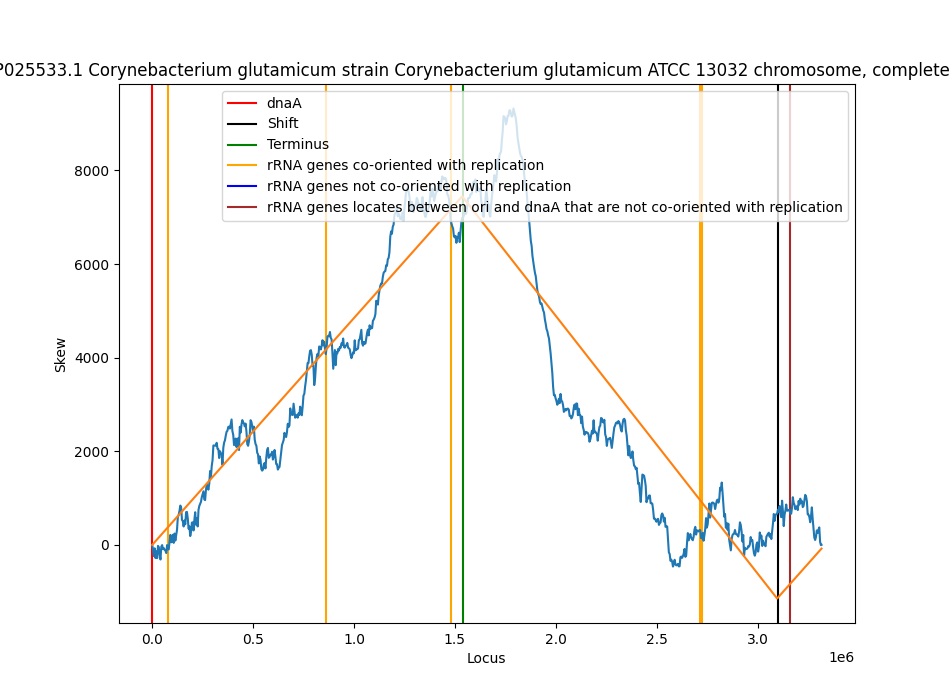 P025533.1 Corynebacterium glutamicum strain Corynebacterium glutamicum ATCC 13032 chromosome, complete
dnaA
Shift
Terminus
rRNA genes co-oriented with replication
rRNA genes not co-oriented with replication
rRNA genes locates between ori and dnaA that are not co-oriented with replication
8000
6000
4000
2000
0
Skew
0.0 0.5 1.0 1.5 2.0 2.5 3.0
Locus
1e6